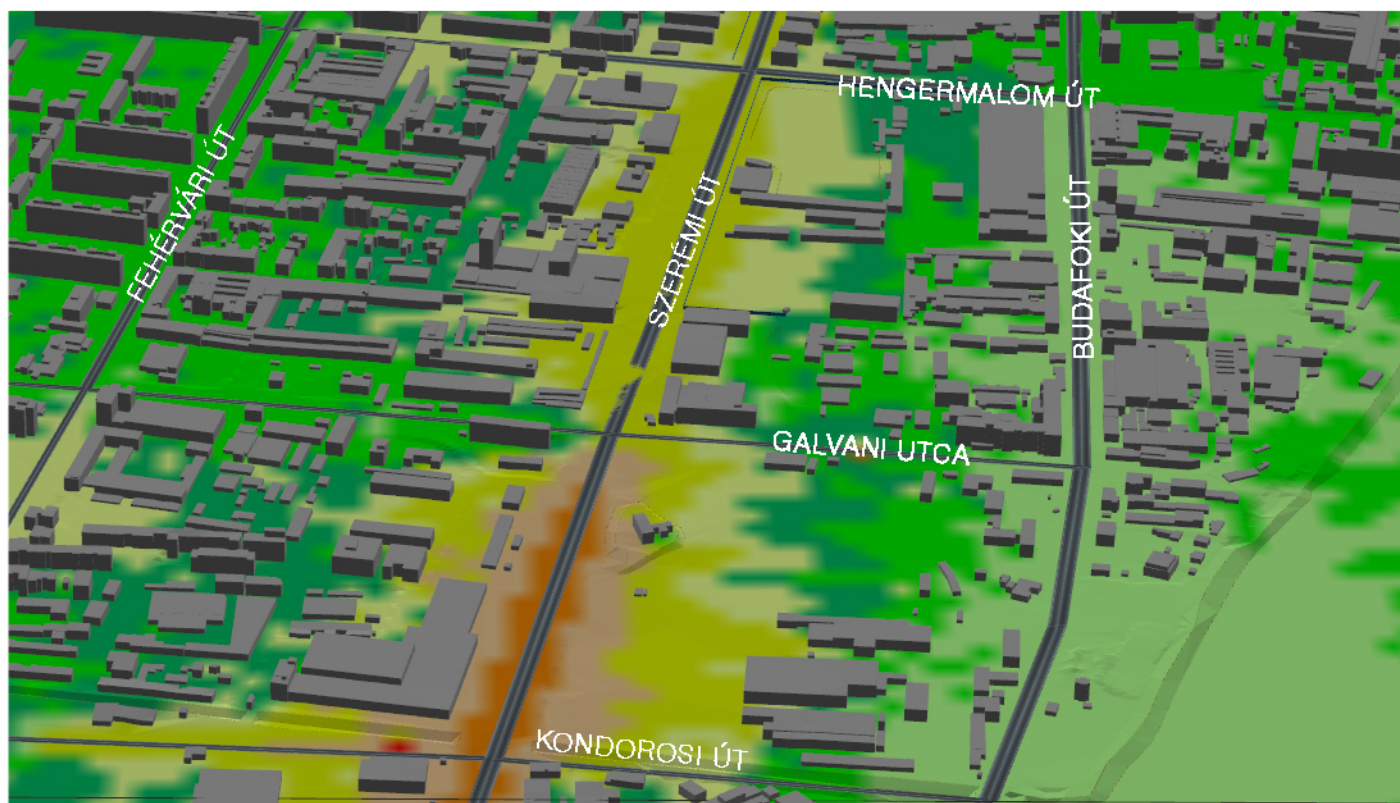 HENGERMALOM ÚT
FEHÉRVÁRI ÚT
SZERÉMI ÚT
BUDAFOKI ÚT
GALVANI UTCA
KONDOROSI ÚT